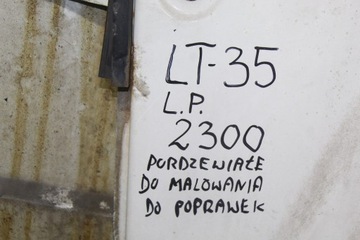 LT-35
L.P.
2300
PORDZEWIAŁE
DO MALOWANIA
DO POPRAWEK